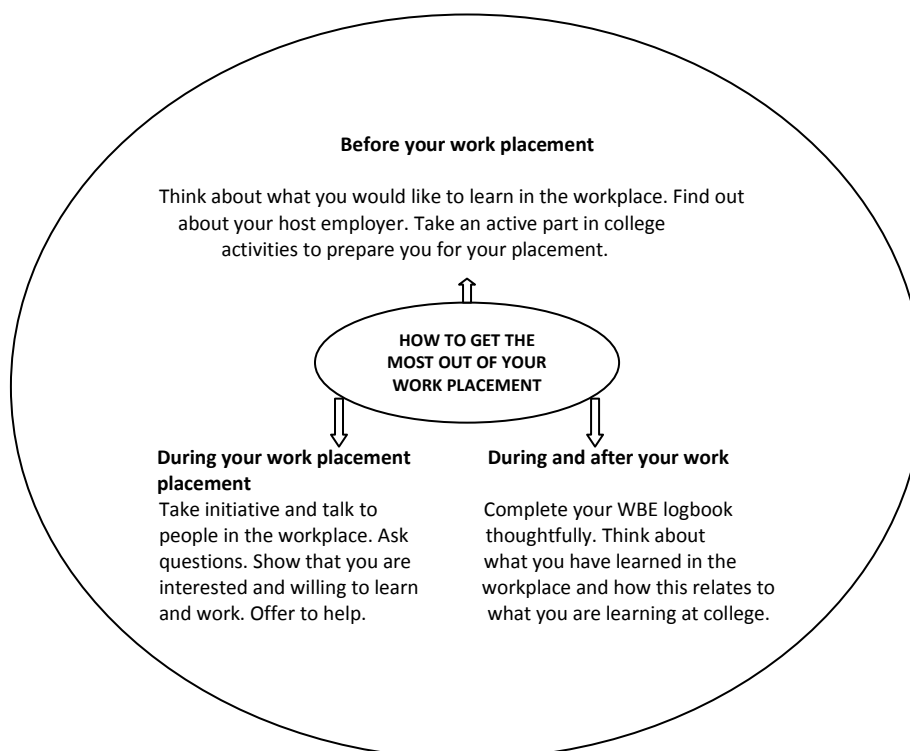 Before your work placement
Think about what you would like to learn in the workplace. Find out
about your host employer. Take an active part in college
activities to prepare you for your placement.
HOW TO GET THE
MOST OUT OF YOUR
WORK PLACEMENT
During your work placement
placement
Take initiative and talk to
people in the workplace. Ask
questions. Show that you are
interested and willing to learn
and work. Offer to help.
During and after your work
Complete your WBE logbook
thoughtfully. Think about
what you have learned in the
workplace and how this relates to
what you are learning at college.